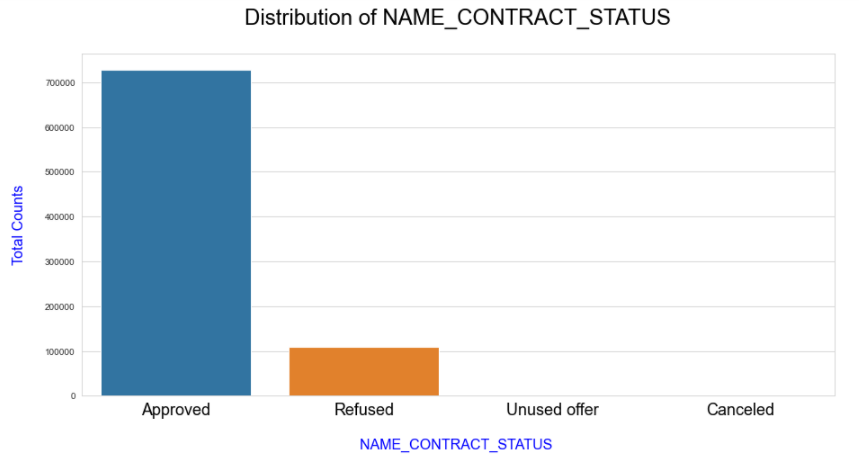 Distribution of NAME_CONTRACT_STATUS
700000
600000
500000
400000
300000
200000
100000
0
Total Counts
Approved Refused Unused offer Canceled
NAME_CONTRACT_STATUS